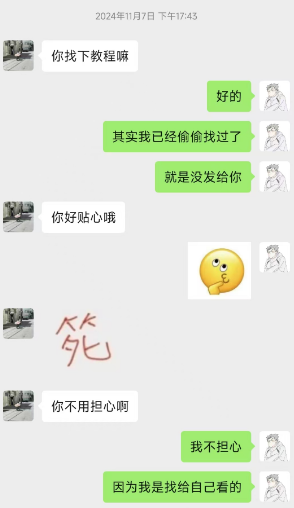 2024年11月7日 下午17:43
你找下教程嘛
好的
其实我已经偷偷找过了
就是没发给你
你好贴心哦
你不用担心啊
我不担心
因为我是找给自己看的